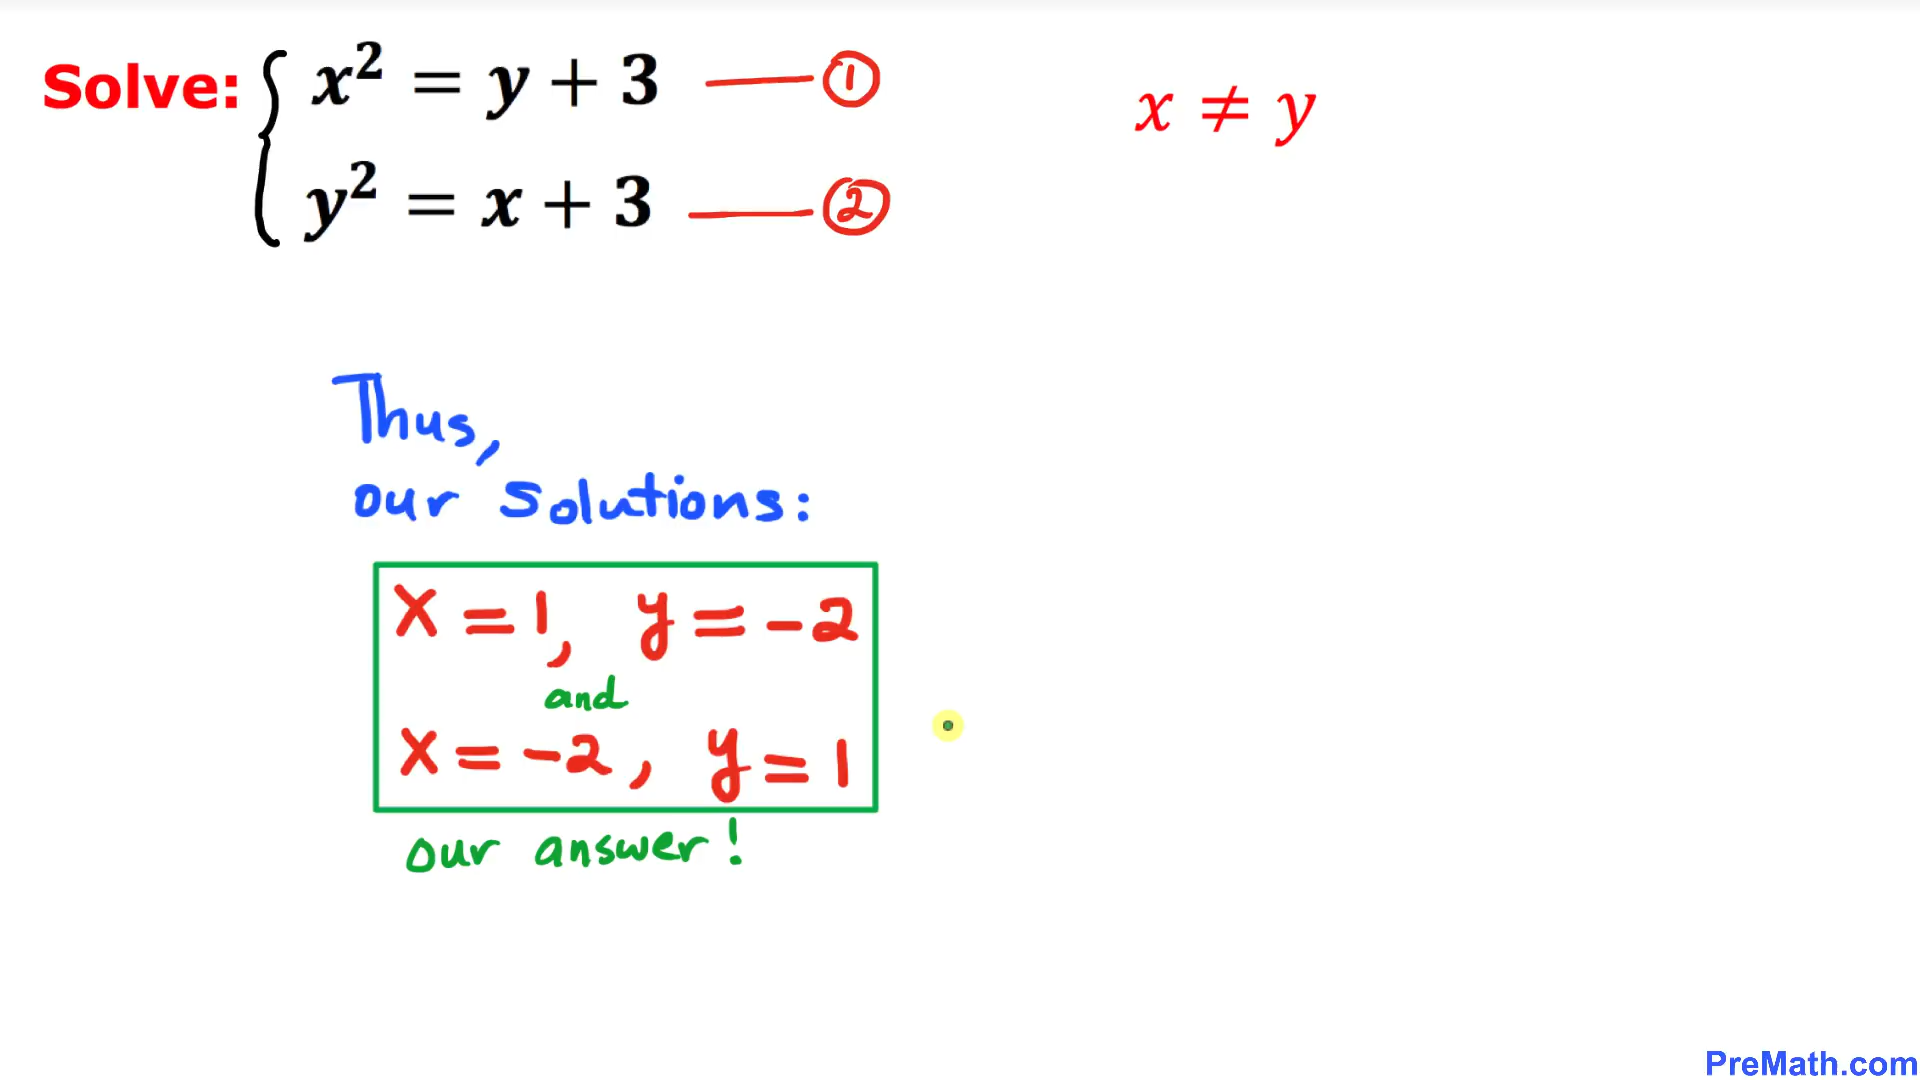 Solve: x² = y + 3 — ①
x ≠ y
y² = x + 3 — ②
Thus,
our solutions:
x = 1, y = -2
and
x = -2, y = 1
our answer!
PreMath.com